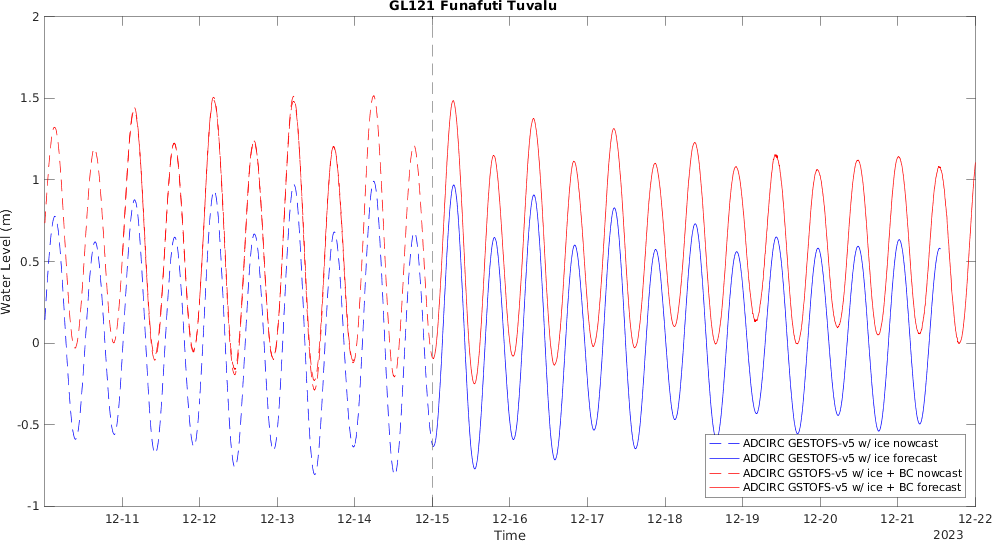 GL121 Funafuti Tuvalu
2
1.5
1
0.5
0
-0.5
-1
Water Level (m)
12-11 12-12 12-13 12-14 12-15 12-16 12-17 12-18 12-19 12-20 12-21 12-22
Time
2023
ADCIRC GESTOFS-v5 w/ ice nowcast
ADCIRC GESTOFS-v5 w/ ice forecast
ADCIRC GSTOFS-v5 w/ ice + BC nowcast
ADCIRC GSTOFS-v5 w/ ice + BC forecast